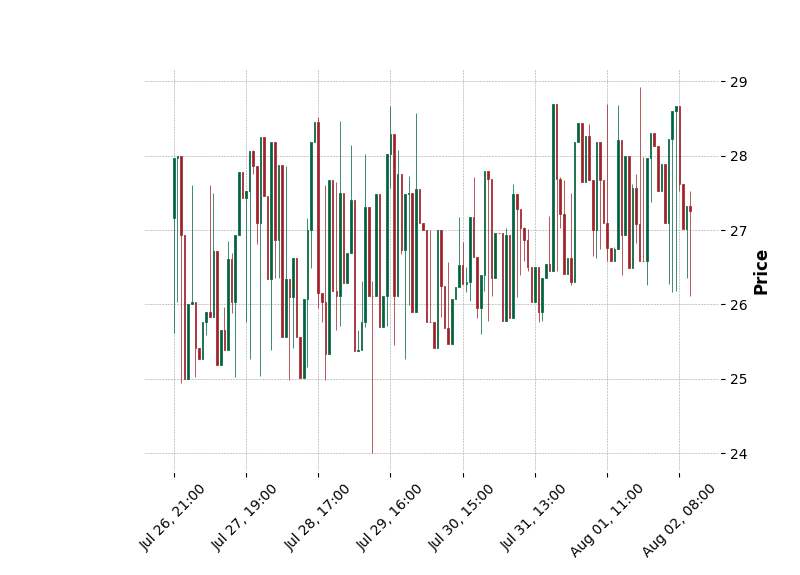 29
28
27
26
25
24
Price
Jul 26, 21:00
Jul 27, 19:00
Jul 28, 17:00
Jul 29, 16:00
Jul 30, 15:00
Jul 31, 13:00
Aug 01, 11:00
Aug 02, 08:00